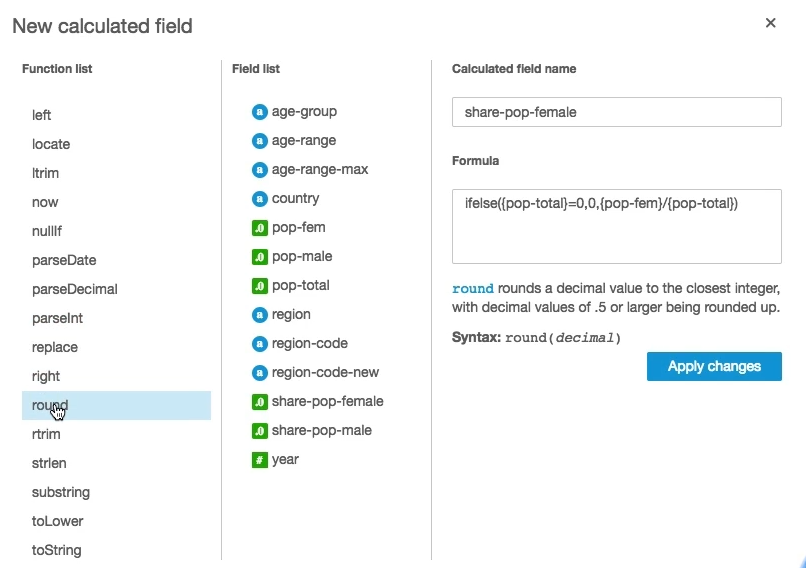 New calculated field
×
Function list
left
locate
ltrim
now
nullIf
parseDate
parseDecimal
parseInt
replace
right
round
rtrim
strlen
substring
toLower
toString
Field list
a age-group
a age-range
a age-range-max
a country
.0 pop-fem
.0 pop-male
.0 pop-total
a region
a region-code
a region-code-new
.0 share-pop-female
.0 share-pop-male
# year
Calculated field name
share-pop-female
Formula
ifelse({pop-total}=0,0,{pop-fem}/{pop-total})
round rounds a decimal value to the closest integer,
with decimal values of .5 or larger being rounded up.
Syntax: round(decimal)
Apply changes